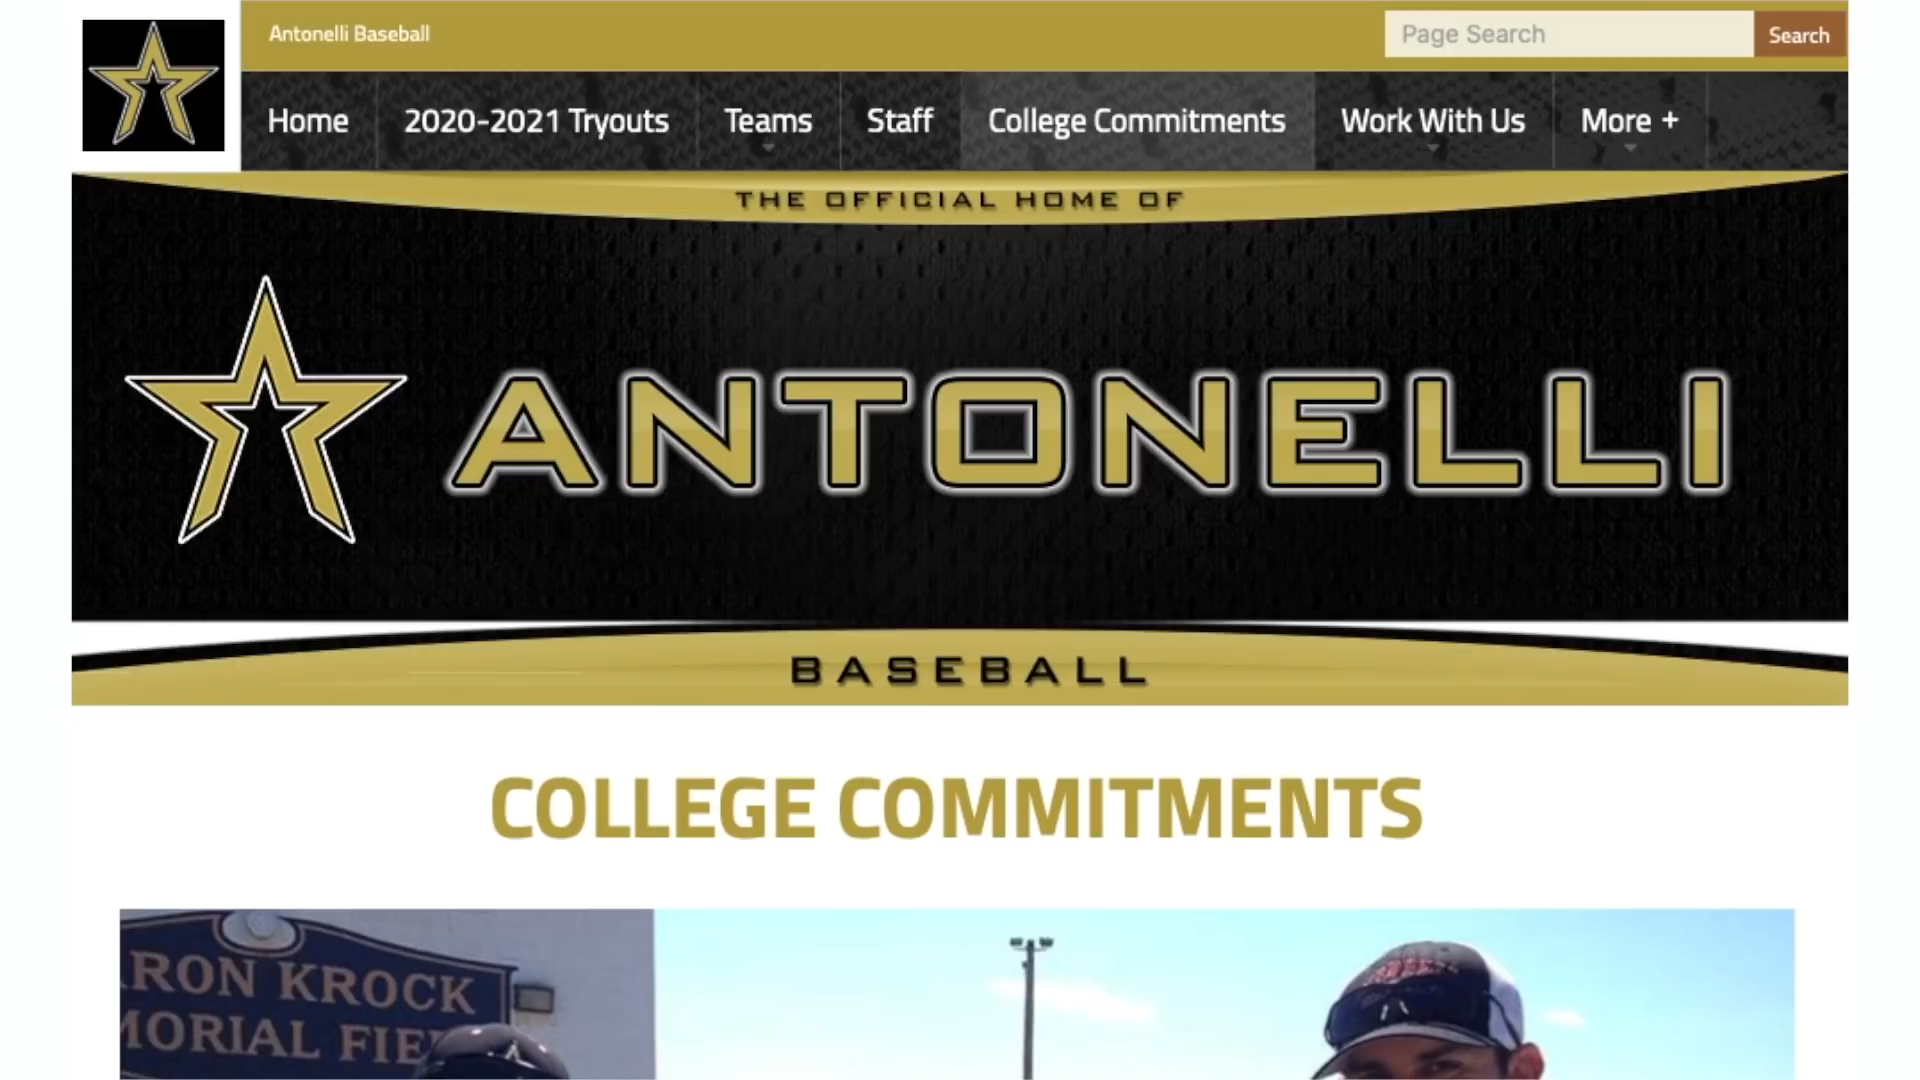 Antonelli Baseball
Page Search
Search
Home
2020-2021 Tryouts
Teams
Staff
College Commitments
Work With Us
More +
THE OFFICIAL HOME OF
ANTONELLI
BASEBALL
COLLEGE COMMITMENTS
RON KROCK
MORIAL FIE